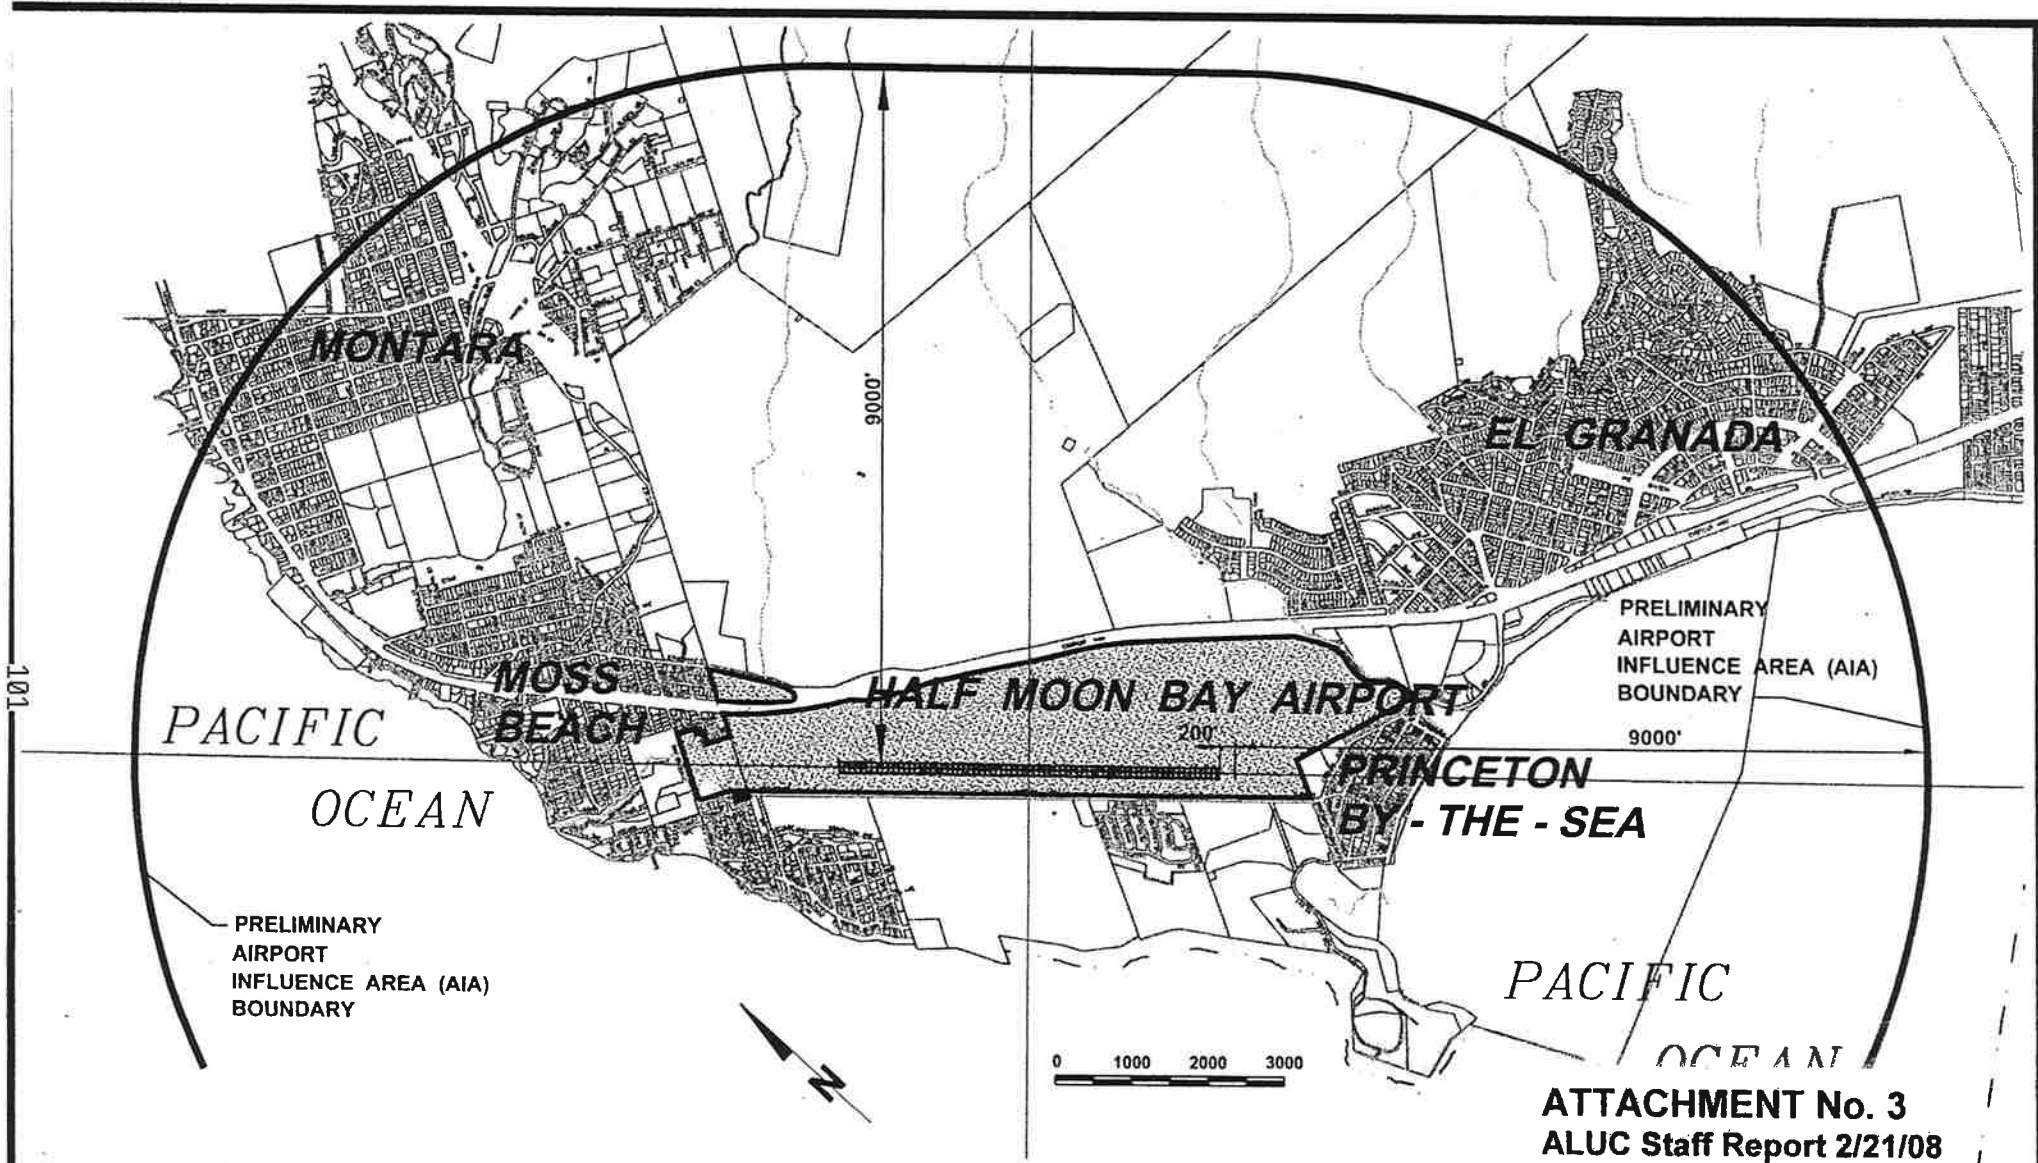 MONTARA
9000'
EL GRANADA
PRELIMINARY
AIRPORT
INFLUENCE AREA (AIA)
BOUNDARY
101
MOSS
BEACH
HALF MOON BAY AIRPORT
PACIFIC
OCEAN
200'
9000'
PRINCETON
BY - THE - SEA
PRELIMINARY
AIRPORT
INFLUENCE AREA (AIA)
BOUNDARY
PACIFIC
OCEAN
N
0 1000 2000 3000
ATTACHMENT No. 3
ALUC Staff Report 2/21/08